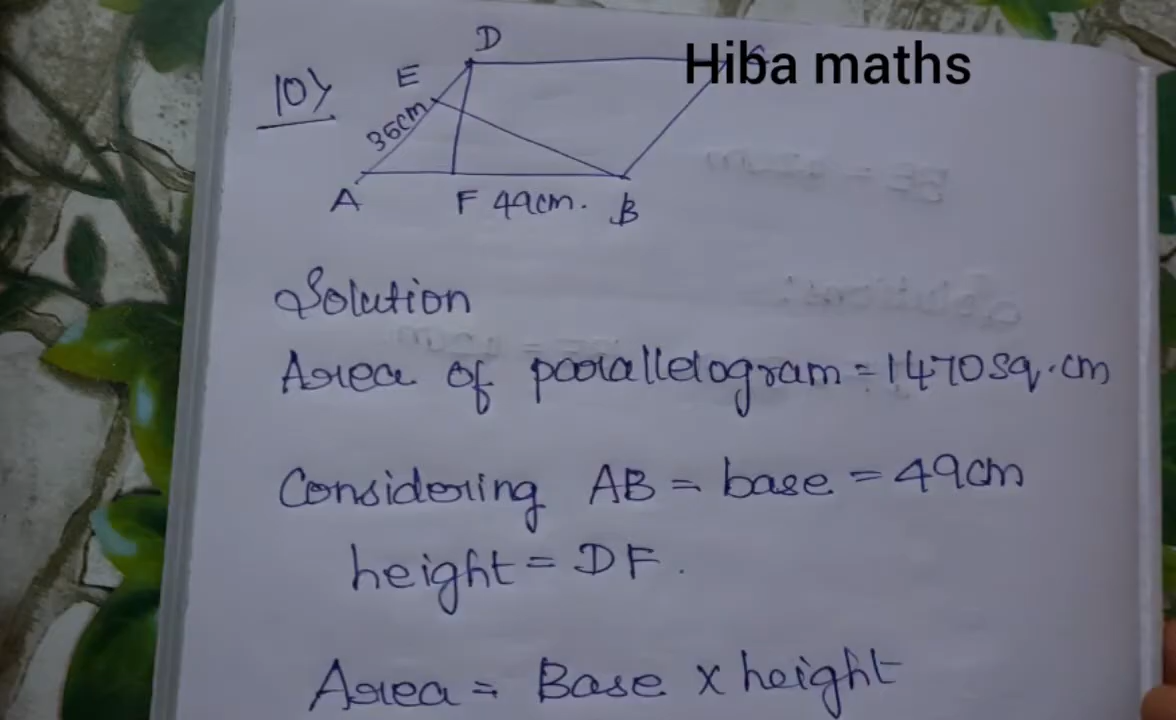 D
Hiba maths
E
10)
35cm
A F 49cm. B
Solution
Area of parallelogram = 1470 sq.cm
Considering AB = base = 49cm
height = DF.
Area = Base x height